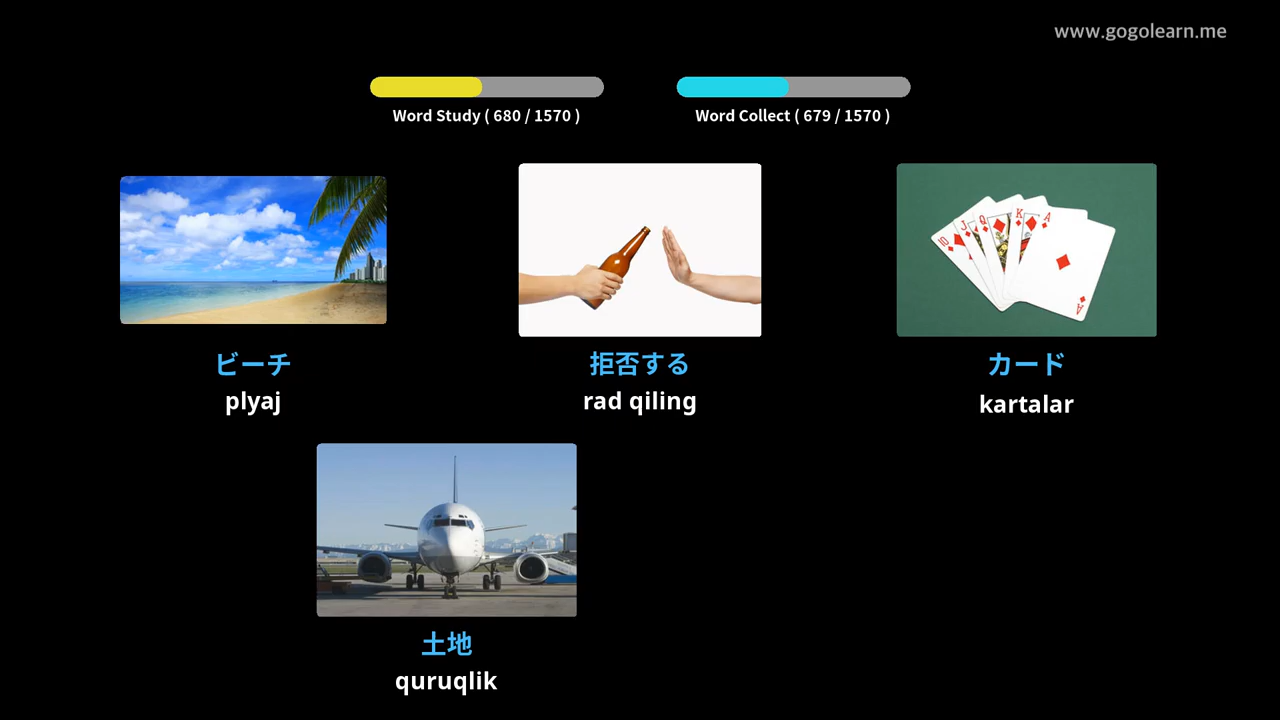 www.gogolearn.me
Word Study ( 680 / 1570 )
Word Collect ( 679 / 1570 )
ビーチ
plyaj
拒否する
rad qiling
カード
kartalar
土地
quruqlik